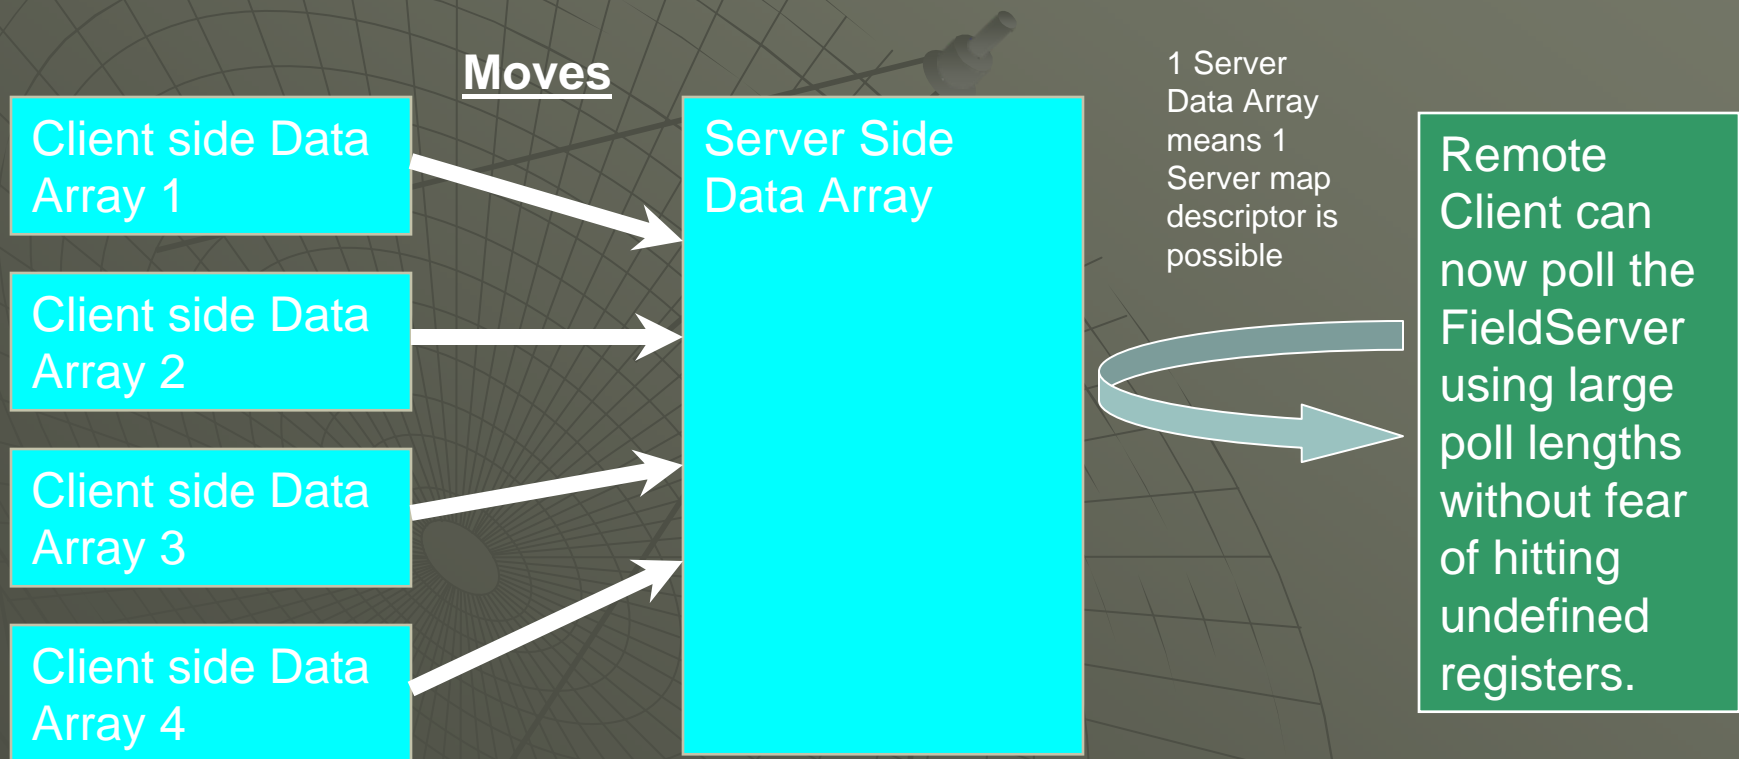 Moves
Client side Data
Array 1
Client side Data
Array 2
Client side Data
Array 3
Client side Data
Array 4
Server Side
Data Array
1 Server
Data Array
means 1
Server map
descriptor is
possible
Remote
Client can
now poll the
FieldServer
using large
poll lengths
without fear
of hitting
undefined
registers.